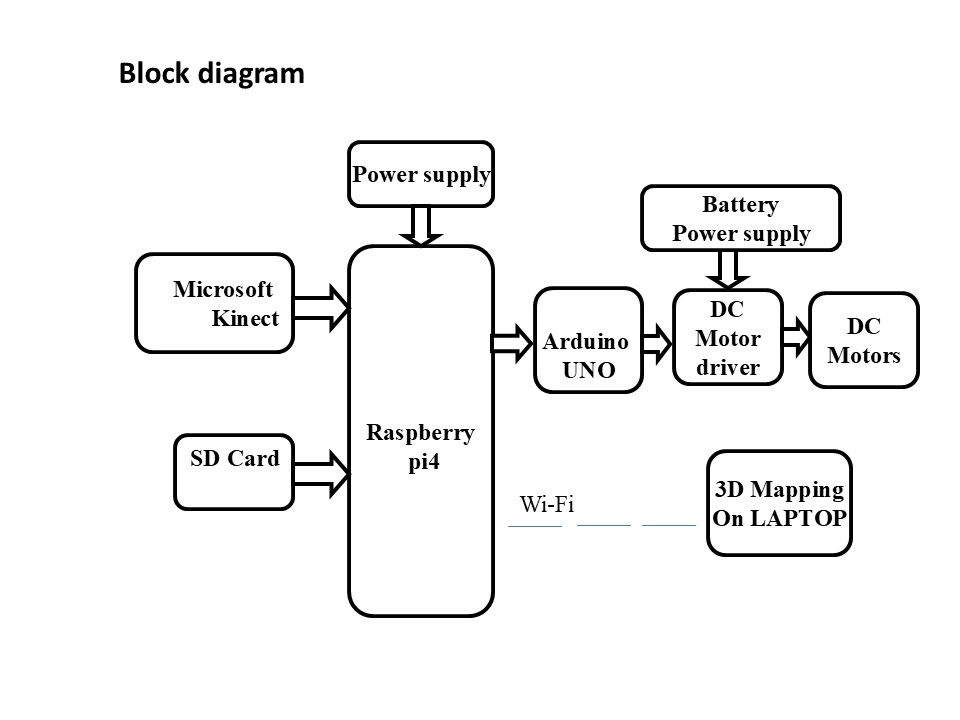 Block diagram
Power supply
Battery
Power supply
Microsoft
Kinect
DC
Motor
driver
DC
Motors
Arduino
UNO
Raspberry
pi4
SD Card
Wi-Fi
3D Mapping
On LAPTOP